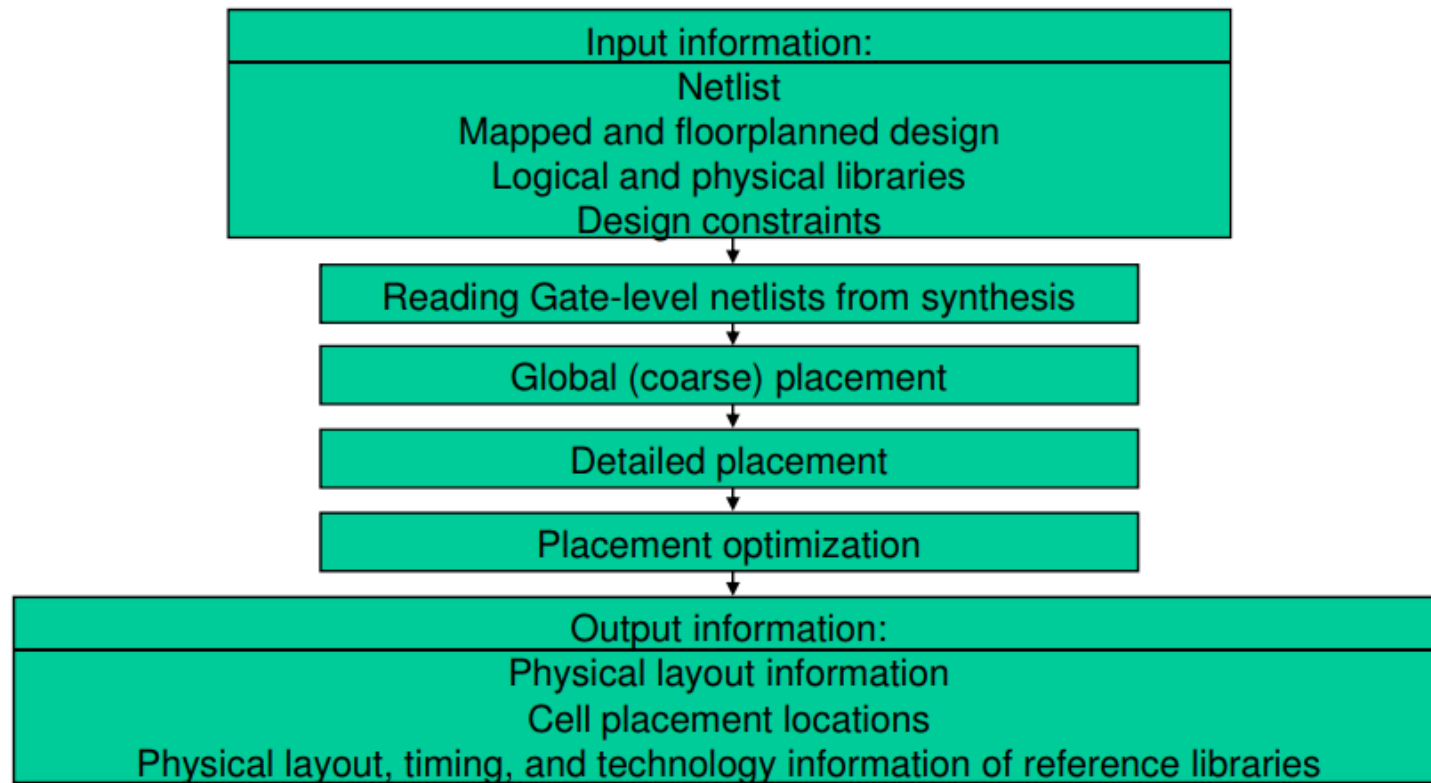 Input information:
Netlist
Mapped and floorplanned design
Logical and physical libraries
Design constraints
Reading Gate-level netlists from synthesis
Global (coarse) placement
Detailed placement
Placement optimization
Output information:
Physical layout information
Cell placement locations
Physical layout, timing, and technology information of reference libraries